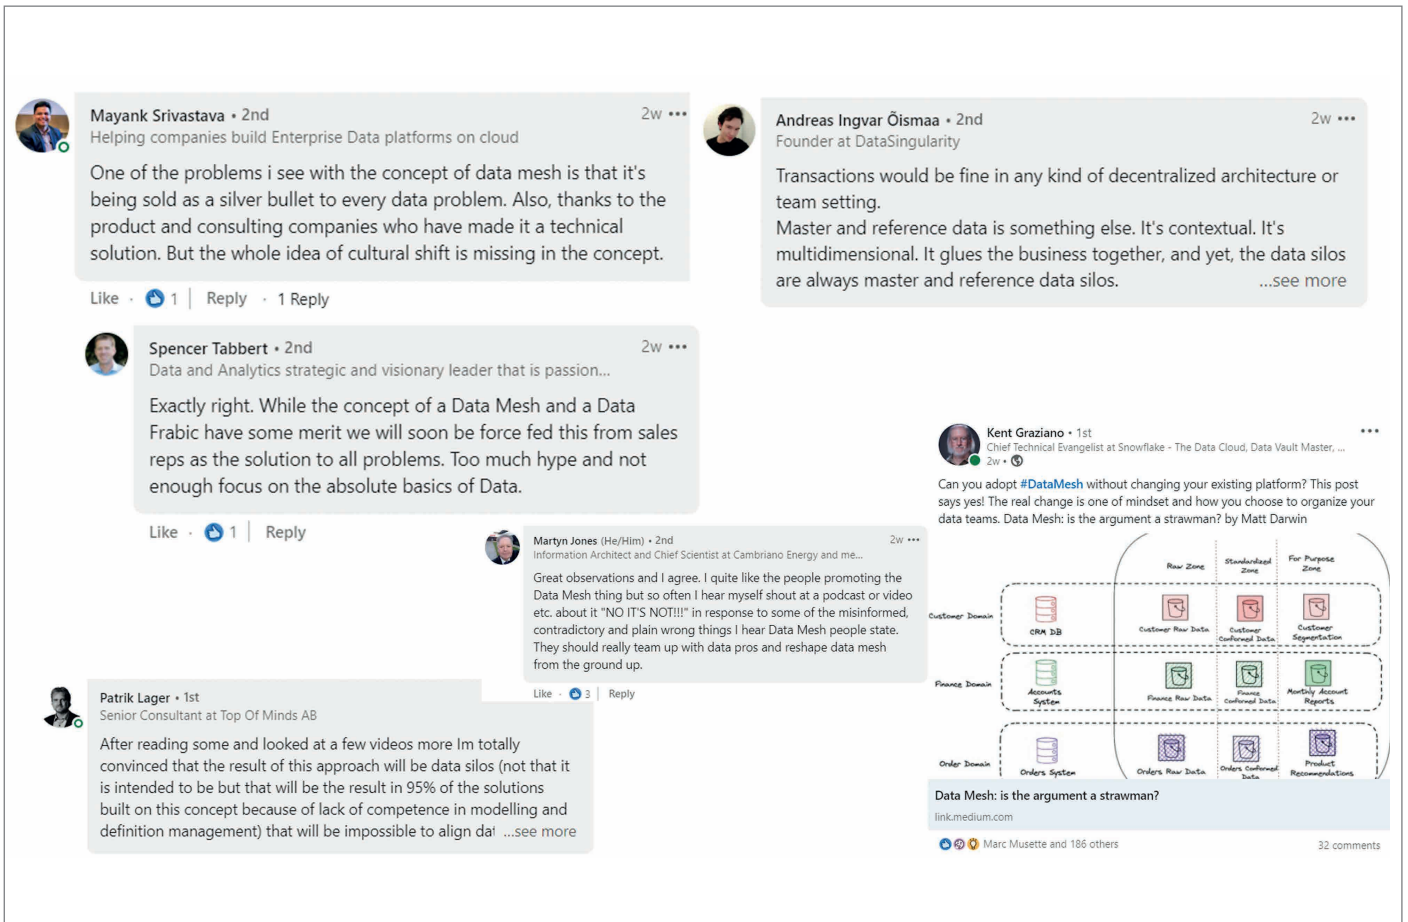 Mayank Srivastava • 2nd
2w •••
Helping companies build Enterprise Data platforms on cloud
One of the problems i see with the concept of data mesh is that it's
being sold as a silver bullet to every data problem. Also, thanks to the
product and consulting companies who have made it a technical
solution. But the whole idea of cultural shift is missing in the concept.
Like · 1 | Reply · 1 Reply
Andreas Ingvar Õismaa • 2nd
2w •••
Founder at DataSingularity
Transactions would be fine in any kind of decentralized architecture or
team setting.
Master and reference data is something else. It's contextual. It's
multidimensional. It glues the business together, and yet, the data silos
are always master and reference data silos.
...see more
Spencer Tabbert • 2nd
2w •••
Data and Analytics strategic and visionary leader that is passion...
Exactly right. While the concept of a Data Mesh and a Data
Frabic have some merit we will soon be force fed this from sales
reps as the solution to all problems. Too much hype and not
enough focus on the absolute basics of Data.
Like · 1 | Reply
Martyn Jones (He/Him) • 2nd
2w •••
Information Architect and Chief Scientist at Cambriano Energy and me...
Great observations and I agree. I quite like the people promoting the
Data Mesh thing but so often I hear myself shout at a podcast or video
etc. about it "NO IT'S NOT!!!" in response to some of the misinformed,
contradictory and plain wrong things I hear Data Mesh people state.
They should really team up with data pros and reshape data mesh
from the ground up.
Like · 3 | Reply
Patrik Lager • 1st
Senior Consultant at Top Of Minds AB
After reading some and looked at a few videos more Im totally
convinced that the result of this approach will be data silos (not that it
is intended to be but that will be the result in 95% of the solutions
built on this concept because of lack of competence in modelling and
definition management) that will be impossible to align dat ...see more
Kent Graziano • 1st
•••
Chief Technical Evangelist at Snowflake - The Data Cloud, Data Vault Master, ...
2w •
Can you adopt #DataMesh without changing your existing platform? This post
says yes! The real change is one of mindset and how you choose to organize your
data teams. Data Mesh: is the argument a strawman? by Matt Darwin
Raw Zone
Standardized
Zone
For Purpose
Zone
Customer Domain
CRM DB
Customer Raw Data
Customer
Conformed Data
Customer
Segmentation
Finance Domain
Accounts
System
Finance Raw Data
Finance
Conformed Data
Monthly Account
Reports
Order Domain
Orders System
Orders Raw Data
Orders Conformed
Data
Product
Recommendations
Data Mesh: is the argument a strawman?
link.medium.com
Marc Musette and 186 others
32 comments